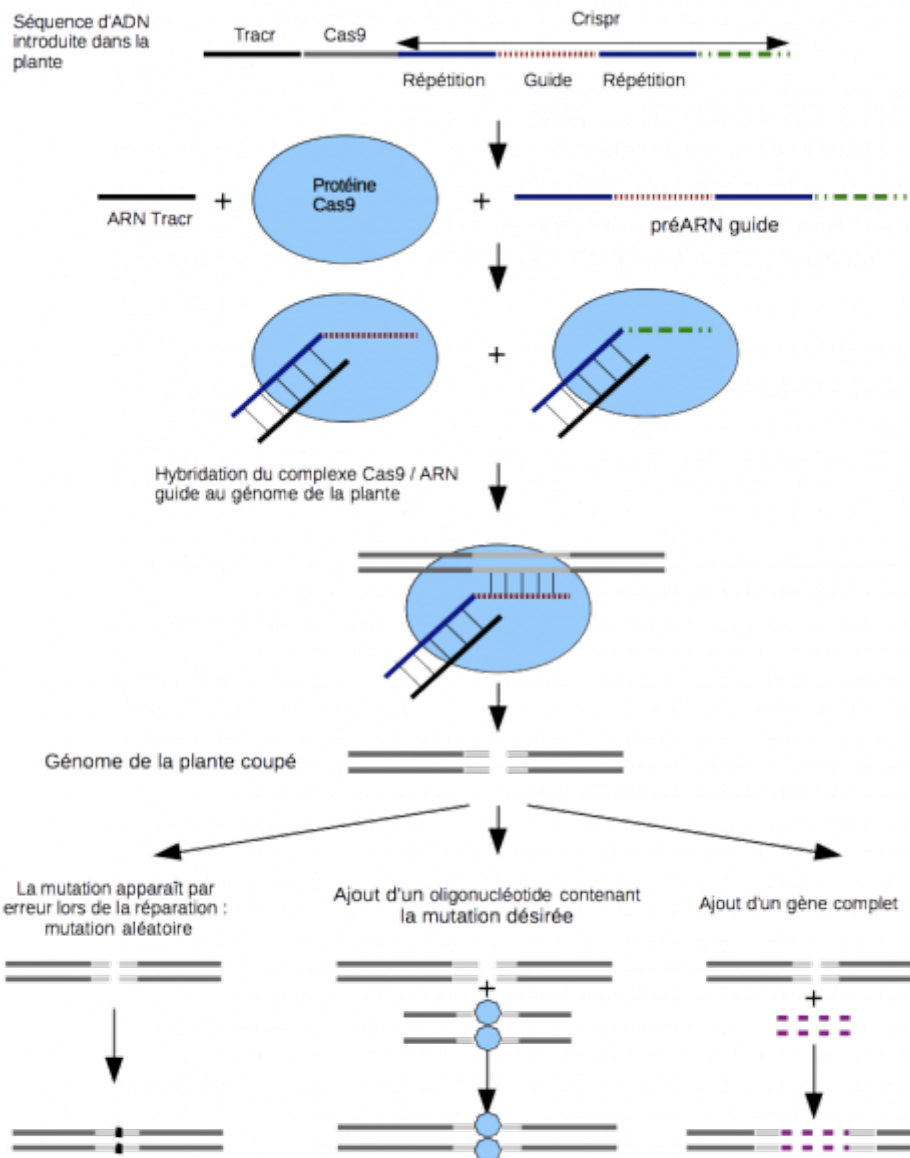 Séquence d'ADN
introduite dans la
plante
Tracr
Cas9
Crispr
Répétition
Guide
Répétition
ARN Tracr
+
Protéine
Cas9
+
préARN guide
+
Hybridation du complexe Cas9 / ARN
guide au génome de la plante
Génome de la plante coupé
La mutation apparaît par
erreur lors de la réparation :
mutation aléatoire
Ajout d'un oligonucléotide contenant
la mutation désirée
Ajout d'un gène complet
+
+